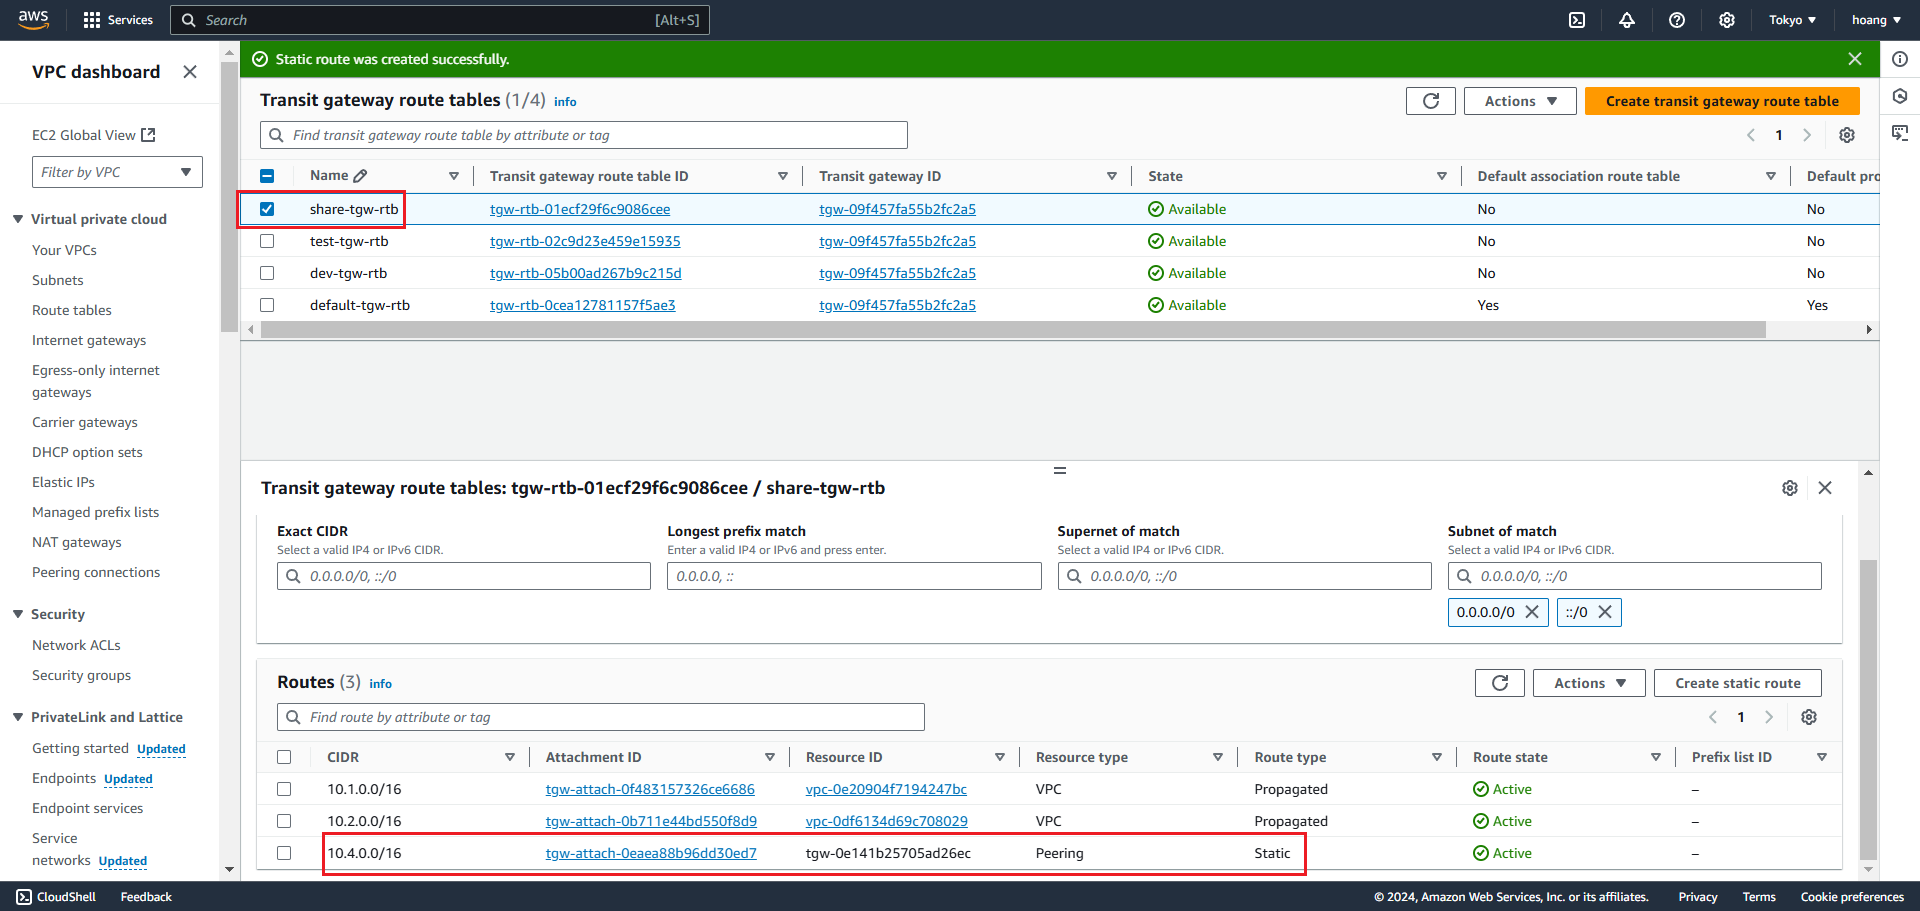 aws
Services
Search
[Alt+S]
Tokyo
hoang
VPC dashboard
EC2 Global View
Filter by VPC
Virtual private cloud
Your VPCs
Subnets
Route tables
Internet gateways
Egress-only internet
gateways
Carrier gateways
DHCP option sets
Elastic IPs
Managed prefix lists
NAT gateways
Peering connections
Security
Network ACLs
Security groups
PrivateLink and Lattice
Getting started Updated
Endpoints Updated
Endpoint services
Service
networks Updated
Static route was created successfully.
Transit gateway route tables (1/4) info
Actions
Create transit gateway route table
Find transit gateway route table by attribute or tag
1
Name Transit gateway route table ID Transit gateway ID State Default association route table Default pro
share-tgw-rtb tgw-rtb-01ecf29f6c9086cee tgw-09f457fa55b2fc2a5 Available No No
test-tgw-rtb tgw-rtb-02c9d23e459e15935 tgw-09f457fa55b2fc2a5 Available No No
dev-tgw-rtb tgw-rtb-05b00ad267b9c215d tgw-09f457fa55b2fc2a5 Available No No
default-tgw-rtb tgw-rtb-0cea12781157f5ae3 tgw-09f457fa55b2fc2a5 Available Yes Yes
Transit gateway route tables: tgw-rtb-01ecf29f6c9086cee / share-tgw-rtb
Exact CIDR Longest prefix match Supernet of match Subnet of match
Select a valid IP4 or IPv6 CIDR. Enter a valid IP4 or IPv6 and press enter. Select a valid IP4 or IPv6 CIDR. Select a valid IP4 or IPv6 CIDR.
0.0.0.0/0, ::/0 0.0.0.0, :: 0.0.0.0/0, ::/0 0.0.0.0/0, ::/0
0.0.0.0/0 ::/0
Routes (3) info
Actions
Create static route
Find route by attribute or tag
1
CIDR Attachment ID Resource ID Resource type Route type Route state Prefix list ID
10.1.0.0/16 tgw-attach-0f483157326ce6686 vpc-0e20904f7194247bc VPC Propagated Active –
10.2.0.0/16 tgw-attach-0b711e44bd550f8d9 vpc-0df6134d69c708029 VPC Propagated Active –
10.4.0.0/16 tgw-attach-0eaea88b96dd30ed7 tgw-0e141b25705ad26ec Peering Static Active –
CloudShell Feedback © 2024, Amazon Web Services, Inc. or its affiliates. Privacy Terms Cookie preferences